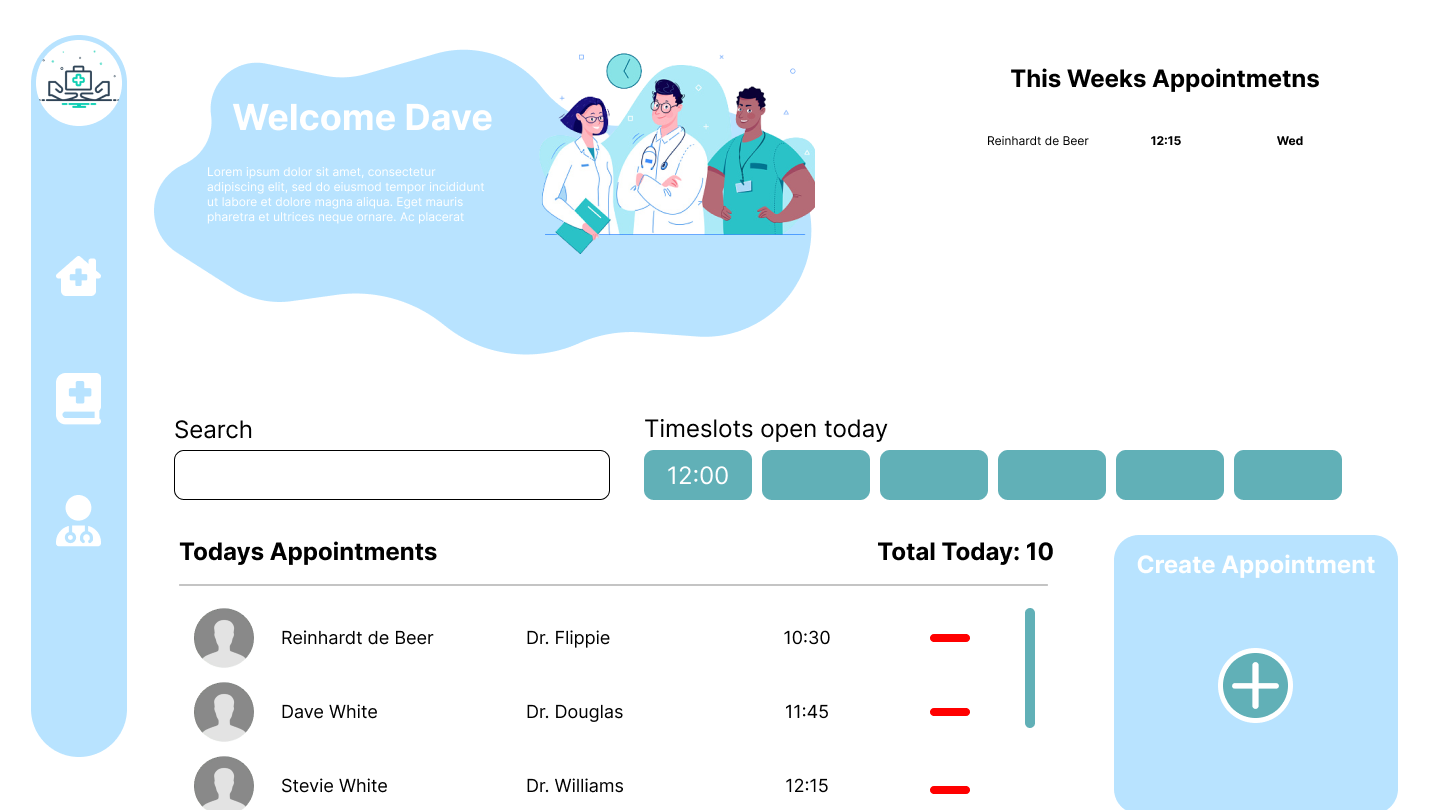 Welcome Dave
Lorem ipsum dolor sit amet, consectetur
adipiscing elit, sed do eiusmod tempor incididunt
ut labore et dolore magna aliqua. Eget mauris
pharetra et ultrices neque ornare. Ac placerat
This Weeks Appointmetns
Reinhardt de Beer 12:15 Wed
Search
Timeslots open today
12:00
Todays Appointments Total Today: 10
Reinhardt de Beer Dr. Flippie 10:30
Dave White Dr. Douglas 11:45
Stevie White Dr. Williams 12:15
Create Appointment